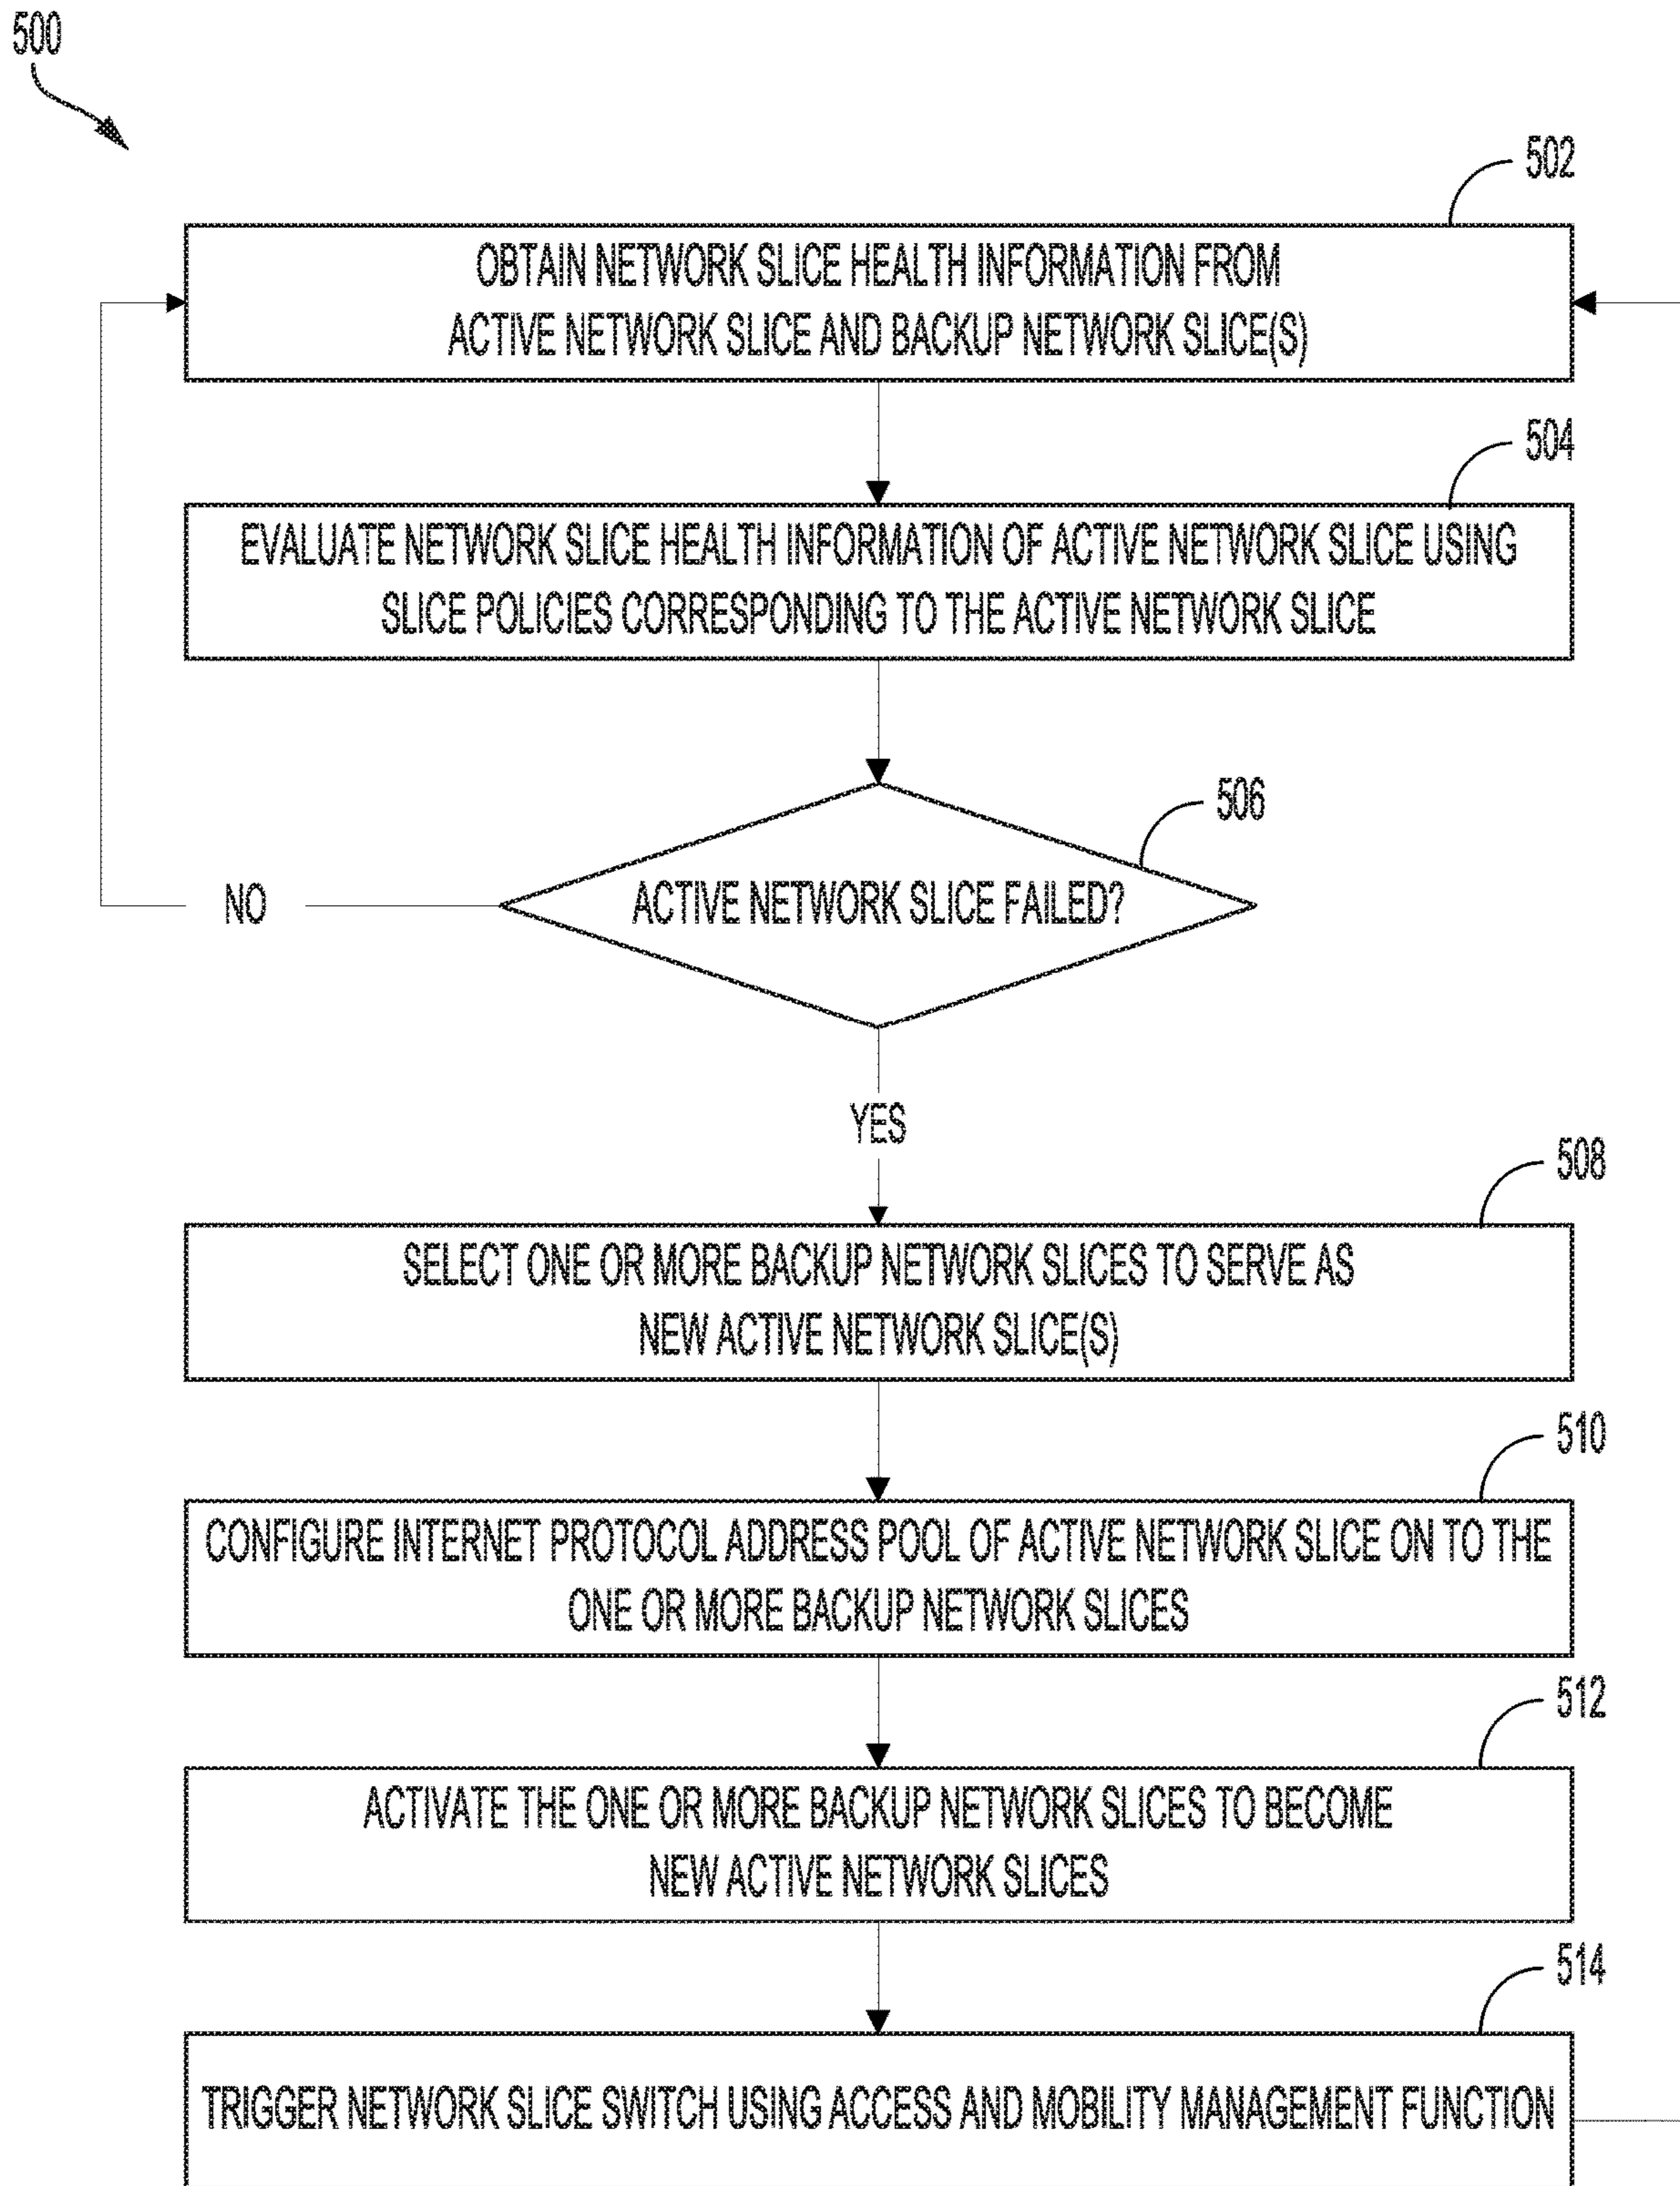 500
502
OBTAIN NETWORK SLICE HEALTH INFORMATION FROM
ACTIVE NETWORK SLICE AND BACKUP NETWORK SLICE(S)
504
EVALUATE NETWORK SLICE HEALTH INFORMATION OF ACTIVE NETWORK SLICE USING
SLICE POLICIES CORRESPONDING TO THE ACTIVE NETWORK SLICE
506
ACTIVE NETWORK SLICE FAILED?
NO
YES
508
SELECT ONE OR MORE BACKUP NETWORK SLICES TO SERVE AS
NEW ACTIVE NETWORK SLICE(S)
510
CONFIGURE INTERNET PROTOCOL ADDRESS POOL OF ACTIVE NETWORK SLICE ON TO THE
ONE OR MORE BACKUP NETWORK SLICES
512
ACTIVATE THE ONE OR MORE BACKUP NETWORK SLICES TO BECOME
NEW ACTIVE NETWORK SLICES
514
TRIGGER NETWORK SLICE SWITCH USING ACCESS AND MOBILITY MANAGEMENT FUNCTION